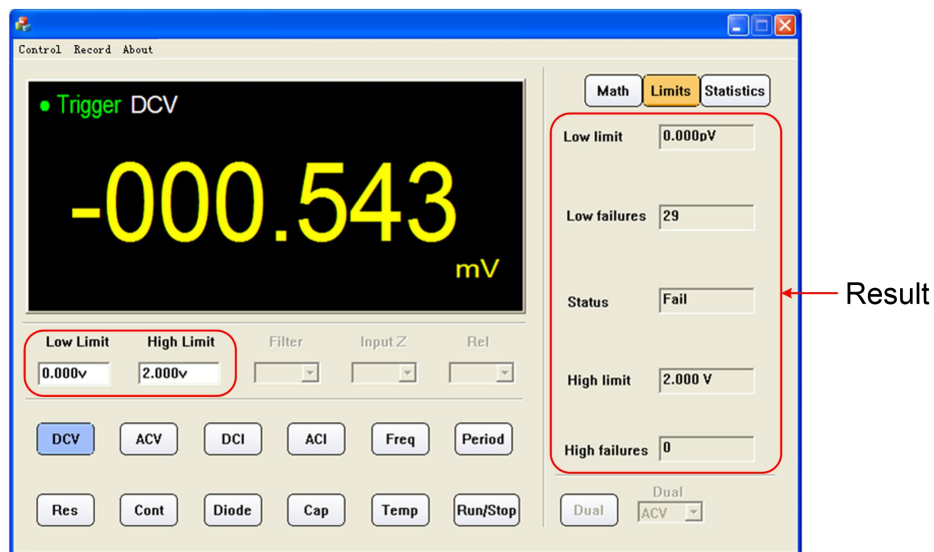 Control Record About
• Trigger DCV
-000.543
mV
Low Limit High Limit Filter Input Z Rel
0.000v 2.000v
DCV ACV DCI ACI Freq Period
Res Cont Diode Cap Temp Run/Stop
Math Limits Statistics
Low limit 0.000pV
Low failures 29
Status Fail
High limit 2.000 V
High failures 0
Dual
Dual ACV
Result